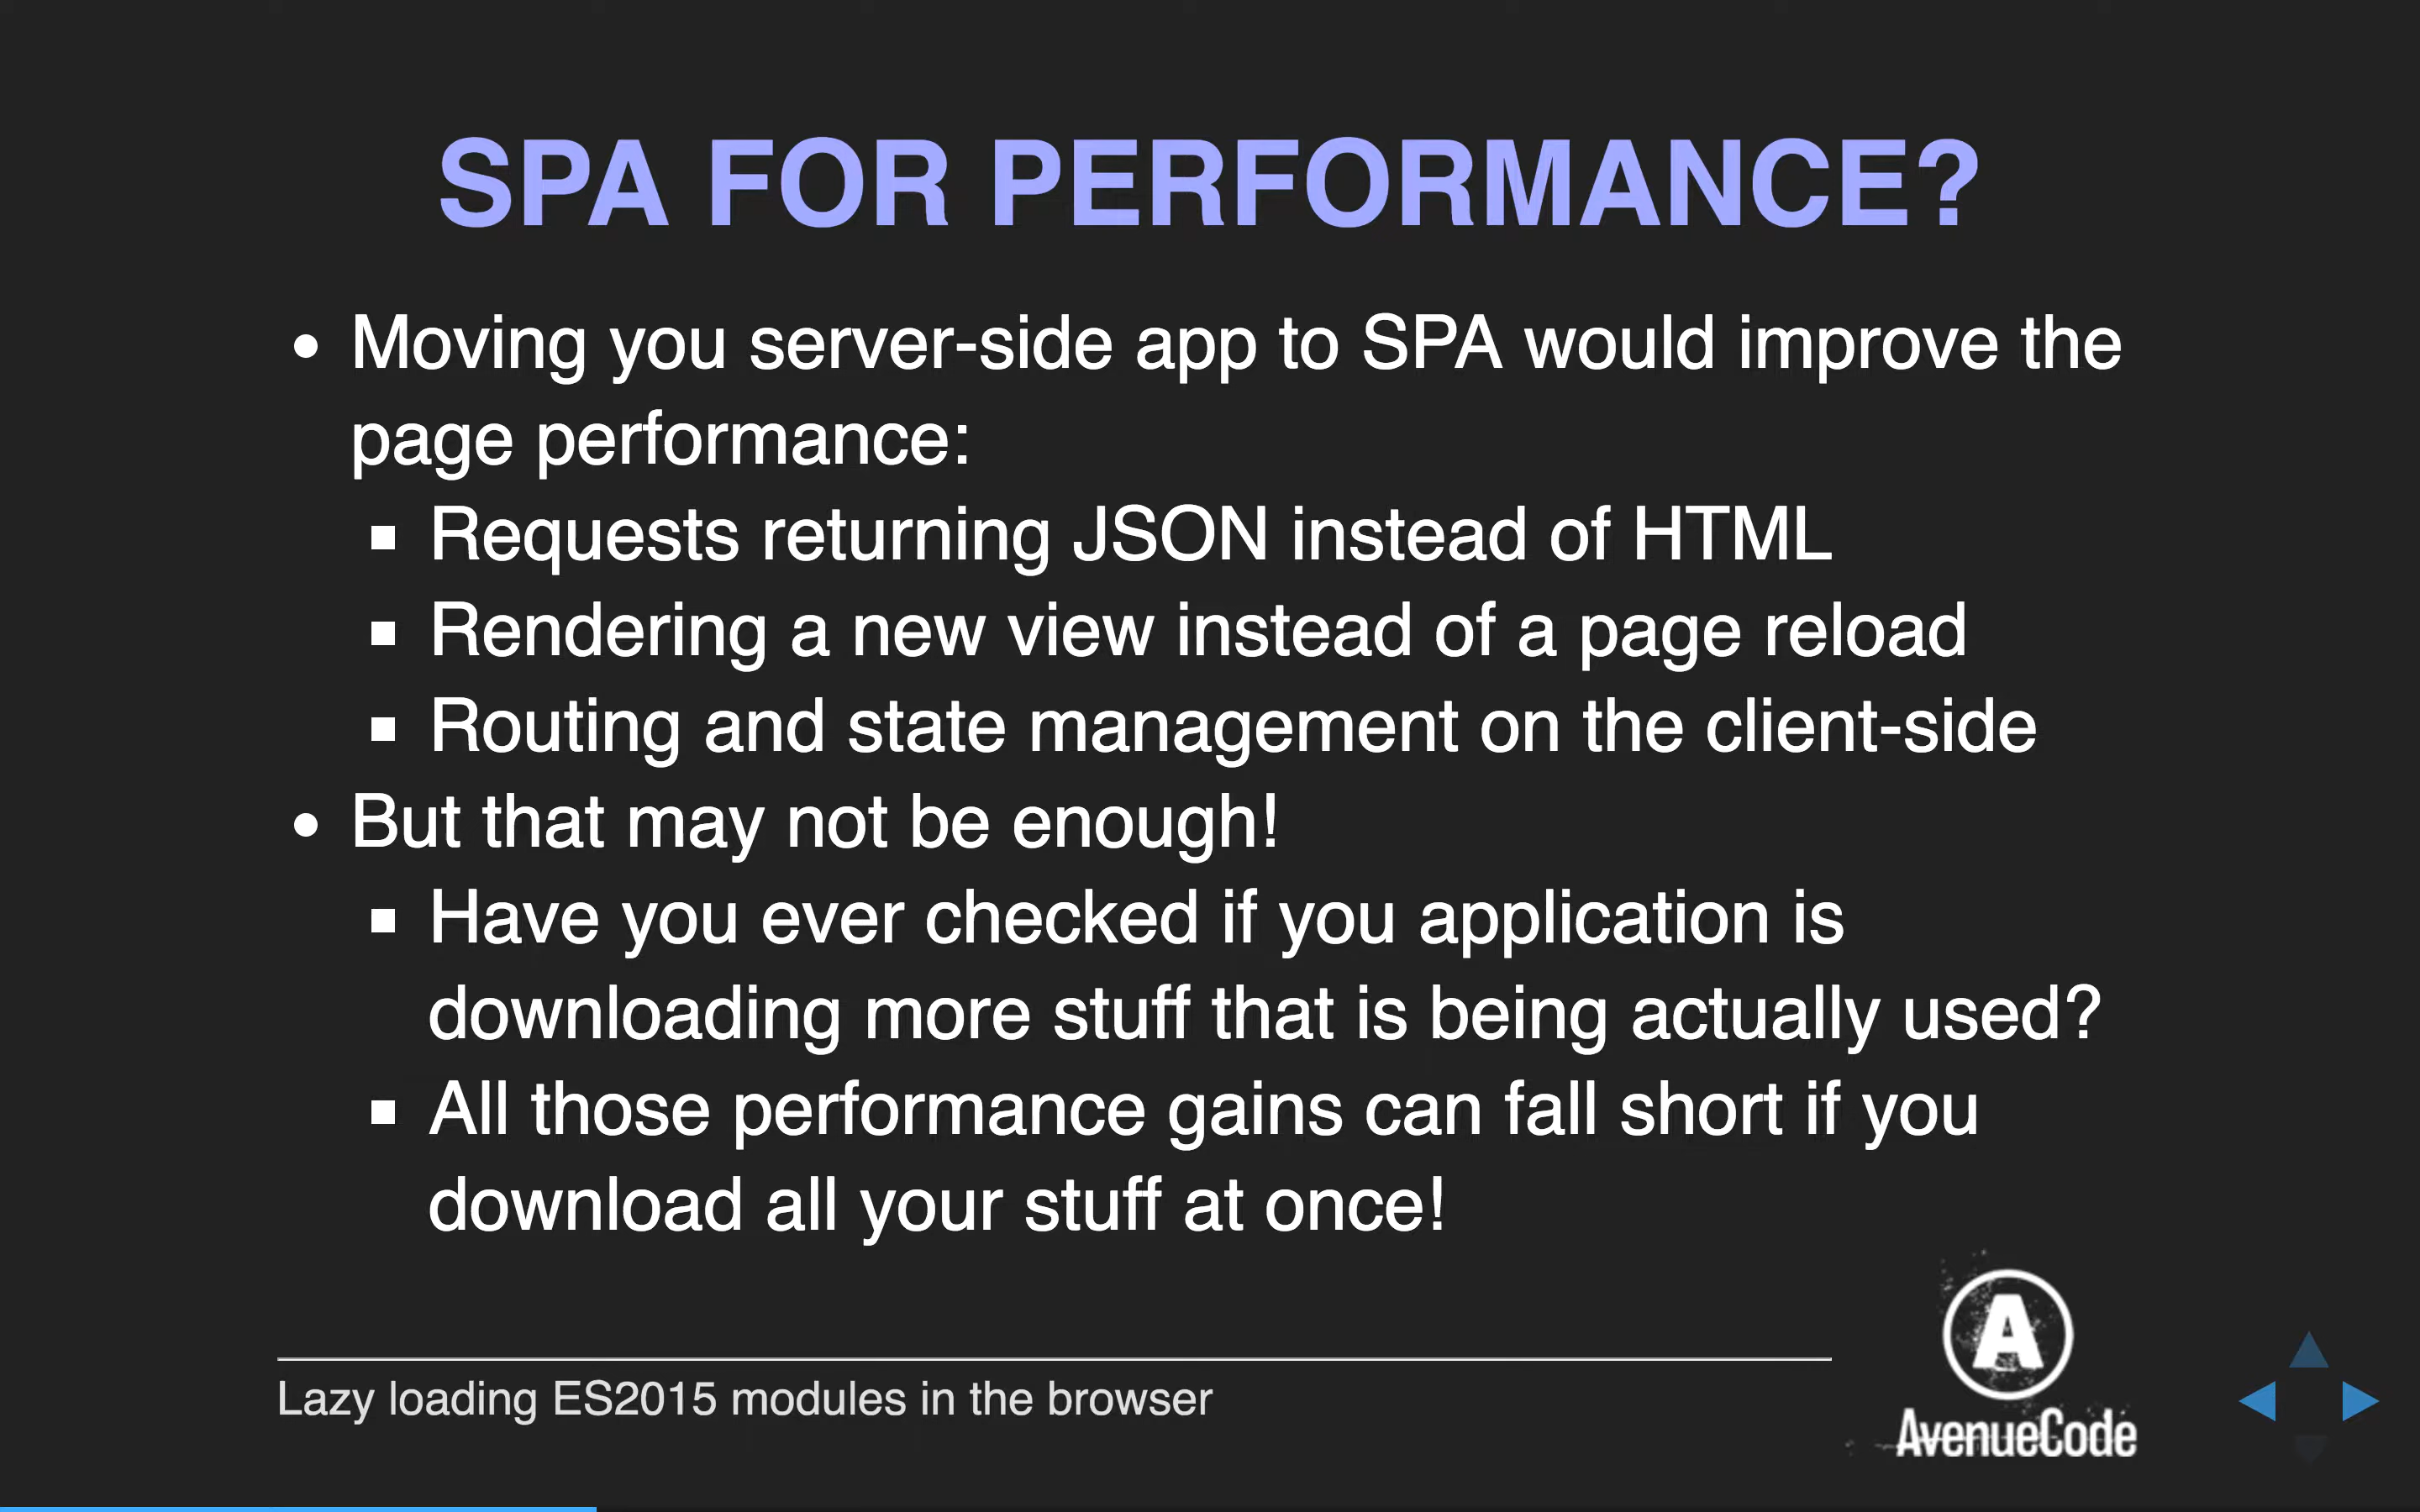 SPA FOR PERFORMANCE?
Moving you server-side app to SPA would improve the
page performance:
Requests returning JSON instead of HTML
Rendering a new view instead of a page reload
Routing and state management on the client-side
But that may not be enough!
Have you ever checked if you application is
downloading more stuff that is being actually used?
All those performance gains can fall short if you
download all your stuff at once!
Lazy loading ES2015 modules in the browser
A
AvenueCode